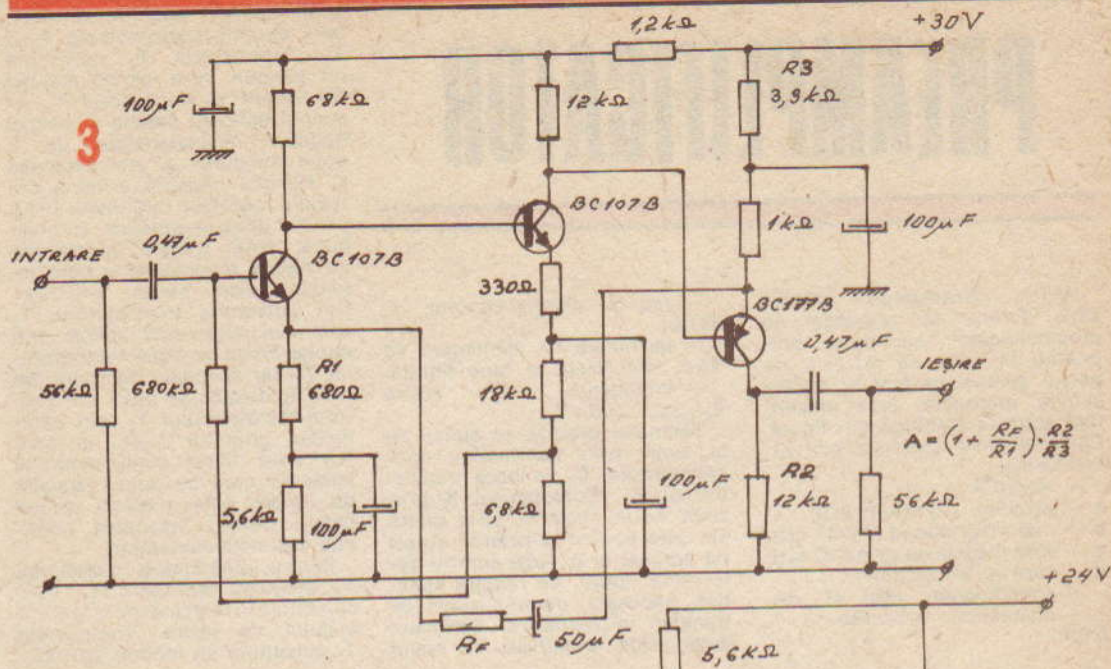 3
1,2kΩ
+30V
100µF
68kΩ
12kΩ
R3
3,9kΩ
0,47µF
INTRARE
BC107B
BC107B
1kΩ
100µF
330Ω
BC177B
0,47µF
IEȘIRE
56kΩ
680kΩ
R1
680Ω
18kΩ
A = (1 + RF/R1) · R2/R3
5,6kΩ
100µF
6,8kΩ
100µF
R2
12kΩ
56kΩ
RF
50µF
+24V
5,6kΩ